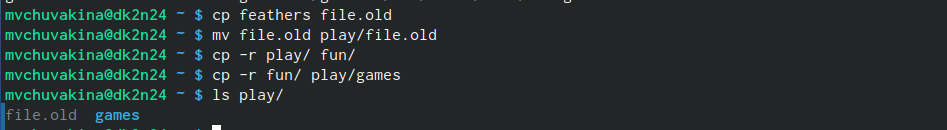 mvchuvakina@dk2n24 ~ $ cp feathers file.old
mvchuvakina@dk2n24 ~ $ mv file.old play/file.old
mvchuvakina@dk2n24 ~ $ cp -r play/ fun/
mvchuvakina@dk2n24 ~ $ cp -r fun/ play/games
mvchuvakina@dk2n24 ~ $ ls play/
file.old  games